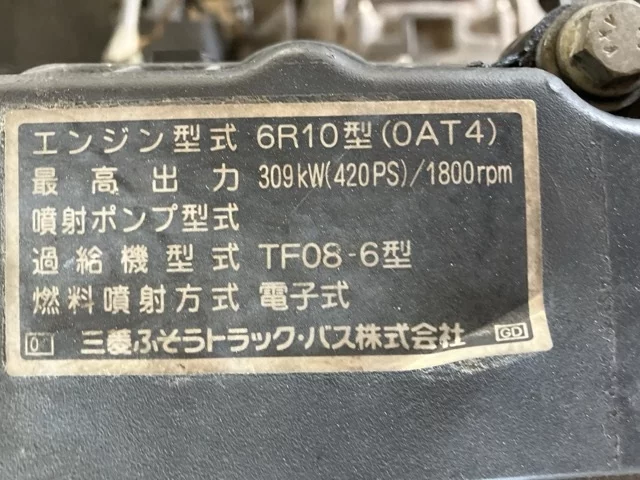 エンジン型式 6R10型(0AT4)
最高出力 309kW(420PS)/1800rpm
噴射ポンプ型式
過給機型式 TF08-6型
燃料噴射方式 電子式
0 三菱ふそうトラック・バス株式会社 GD